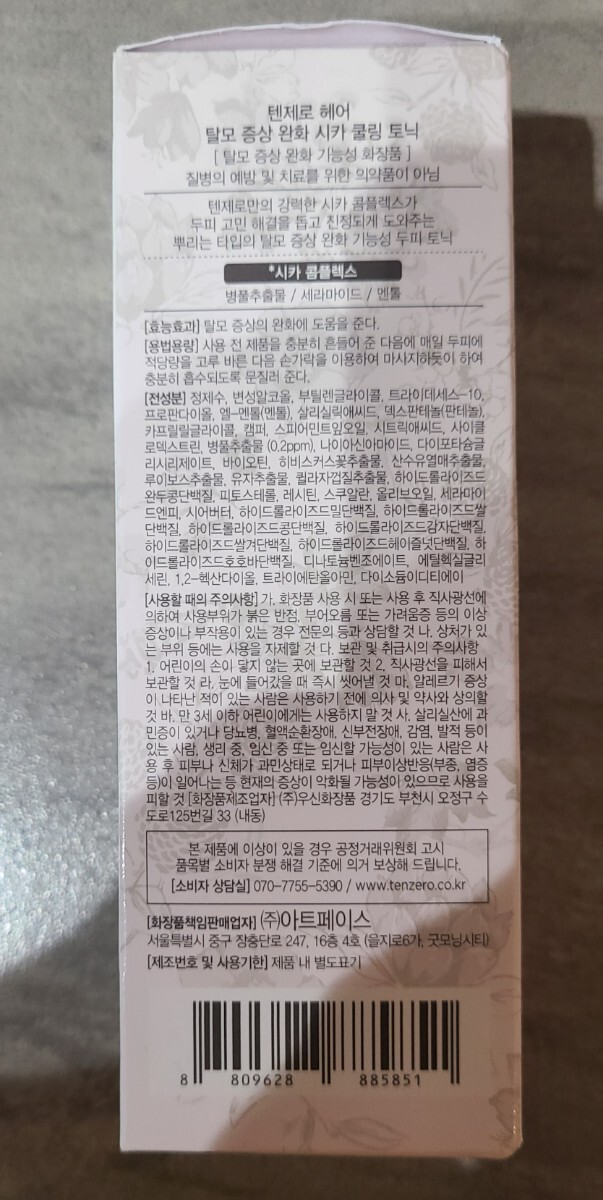 텐제로 헤어
탈모 증상 완화 시카 쿨링 토닉
[ 탈모 증상 완화 기능성 화장품 ]
질병의 예방 및 치료를 위한 의약품이 아님
텐제로만의 강력한 시카 콤플렉스가
두피 고민 해결을 돕고 진정되게 도와주는
뿌리는 타입의 탈모 증상 완화 기능성 두피 토닉
*시카 콤플렉스
병풀추출물 / 세라마이드 / 멘톨
[효능효과] 탈모 증상의 완화에 도움을 준다.
[용법용량] 사용 전 제품을 충분히 흔들어 준 다음에 매일 두피에
적당량을 고루 바른 다음 손가락을 이용하여 마사지하듯이 하여
충분히 흡수되도록 문질러 준다.
[전성분] 정제수, 변성알코올, 부틸렌글라이콜, 트라이데세스-10,
프로판다이올, 엘-멘톨(멘톨), 살리실릭애씨드, 덱스판테놀(판테놀),
카프릴릴글라이콜, 캠퍼, 스피어민트잎오일, 시트릭애씨드, 사이클
로덱스트린, 병풀추출물 (0.2ppm), 나이아신아마이드, 다이포타슘글
리시리제이트, 바이오틴, 히비스커스꽃추출물, 산수유열매추출물,
루이보스추출물, 유자추출물, 퀼라자껍질추출물, 하이드롤라이즈드
완두콩단백질, 피토스테롤, 레시틴, 스쿠알란, 올리브오일, 세라마이
드엔피, 시어버터, 하이드롤라이즈드밀단백질, 하이드롤라이즈드쌀
단백질, 하이드롤라이즈드콩단백질, 하이드롤라이즈드감자단백질,
하이드롤라이즈드쌀겨단백질, 하이드롤라이즈드헤이즐넛단백질, 하
이드롤라이즈드호호바단백질, 디나토늄벤조에이트, 에틸헥실글리
세린, 1,2-헥산다이올, 트라이에탄올아민, 다이소듐이디티에이
[사용할 때의 주의사항] 가. 화장품 사용 시 또는 사용 후 직사광선에
의하여 사용부위가 붉은 반점, 부어오름 또는 가려움증 등의 이상
증상이나 부작용이 있는 경우 전문의 등과 상담할 것 나. 상처가 있
는 부위 등에는 사용을 자제할 것 다. 보관 및 취급시의 주의사항
1. 어린이의 손이 닿지 않는 곳에 보관할 것 2. 직사광선을 피해서
보관할 것 라. 눈에 들어갔을 때 즉시 씻어낼 것 마. 알레르기 증상
이 나타난 적이 있는 사람은 사용하기 전에 의사 및 약사와 상의할
것 바. 만 3세 이하 어린이에게는 사용하지 말 것 사. 살리실산에 과
민증이 있거나 당뇨병, 혈액순환장애, 신부전장애, 감염, 발적 등이
있는 사람, 생리 중, 임신 중 또는 임신할 가능성이 있는 사람은 사
용 후 피부나 신체가 과민상태로 되거나 피부이상반응(부종, 염증
등)이 일어나는 등 현재의 증상이 악화될 가능성이 있으므로 사용을
피할 것 [화장품제조업자] (주)우신화장품 경기도 부천시 오정구 수
도로125번길 33 (내동)
본 제품에 이상이 있을 경우 공정거래위원회 고시
품목별 소비자 분쟁 해결 기준에 의거 보상해 드립니다.
[소비자 상담실] 070-7755-5390 / www.tenzero.co.kr
[화장품책임판매업자] (주)아트페이스
서울특별시 중구 장충단로 247, 16층 4호 (을지로6가, 굿모닝시티)
[제조번호 및 사용기한] 제품 내 별도표기
8 809628 885851